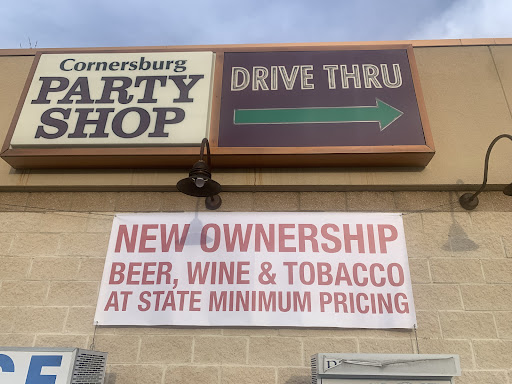 Cornersburg
PARTY
SHOP
DRIVE THRU
NEW OWNERSHIP
BEER, WINE & TOBACCO
AT STATE MINIMUM PRICING